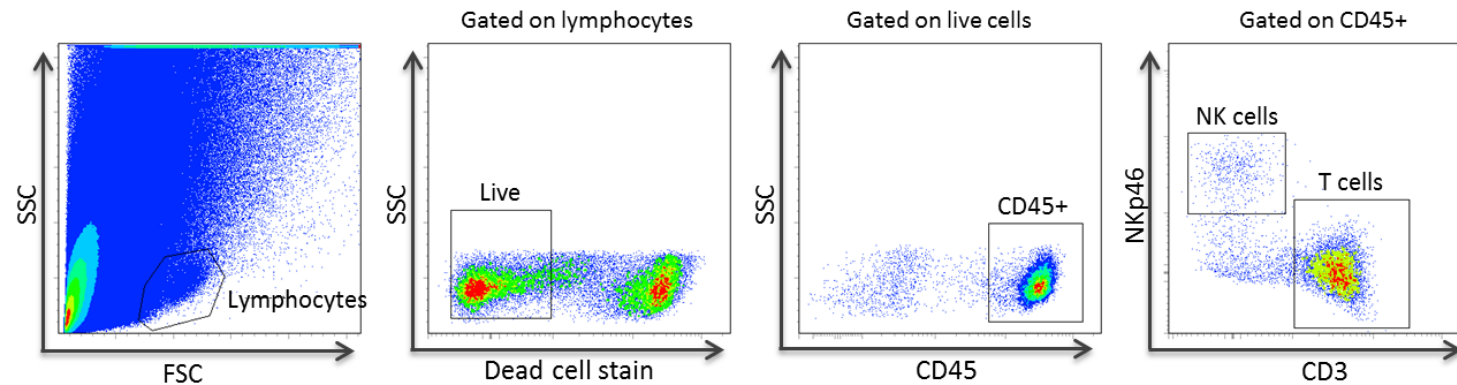 Gated on lymphocytes
Gated on live cells
Gated on CD45+
SSC
Lymphocytes
FSC
SSC
Live
Dead cell stain
SSC
CD45+
CD45
NKp46
NK cells
T cells
CD3